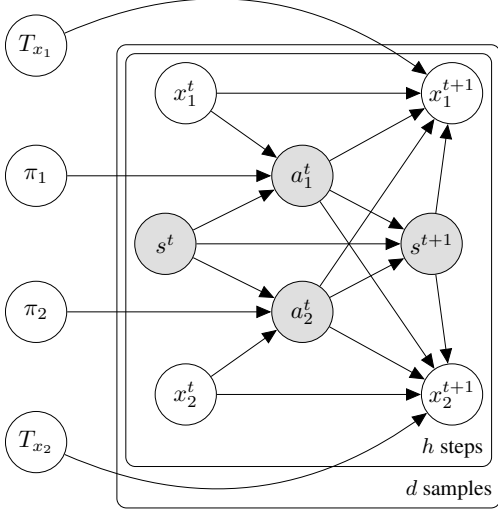 T_{x_1}
x_1^t
x_1^{t+1}
π_1
a_1^t
s^t
s^{t+1}
π_2
a_2^t
x_2^t
x_2^{t+1}
T_{x_2}
h steps
d samples